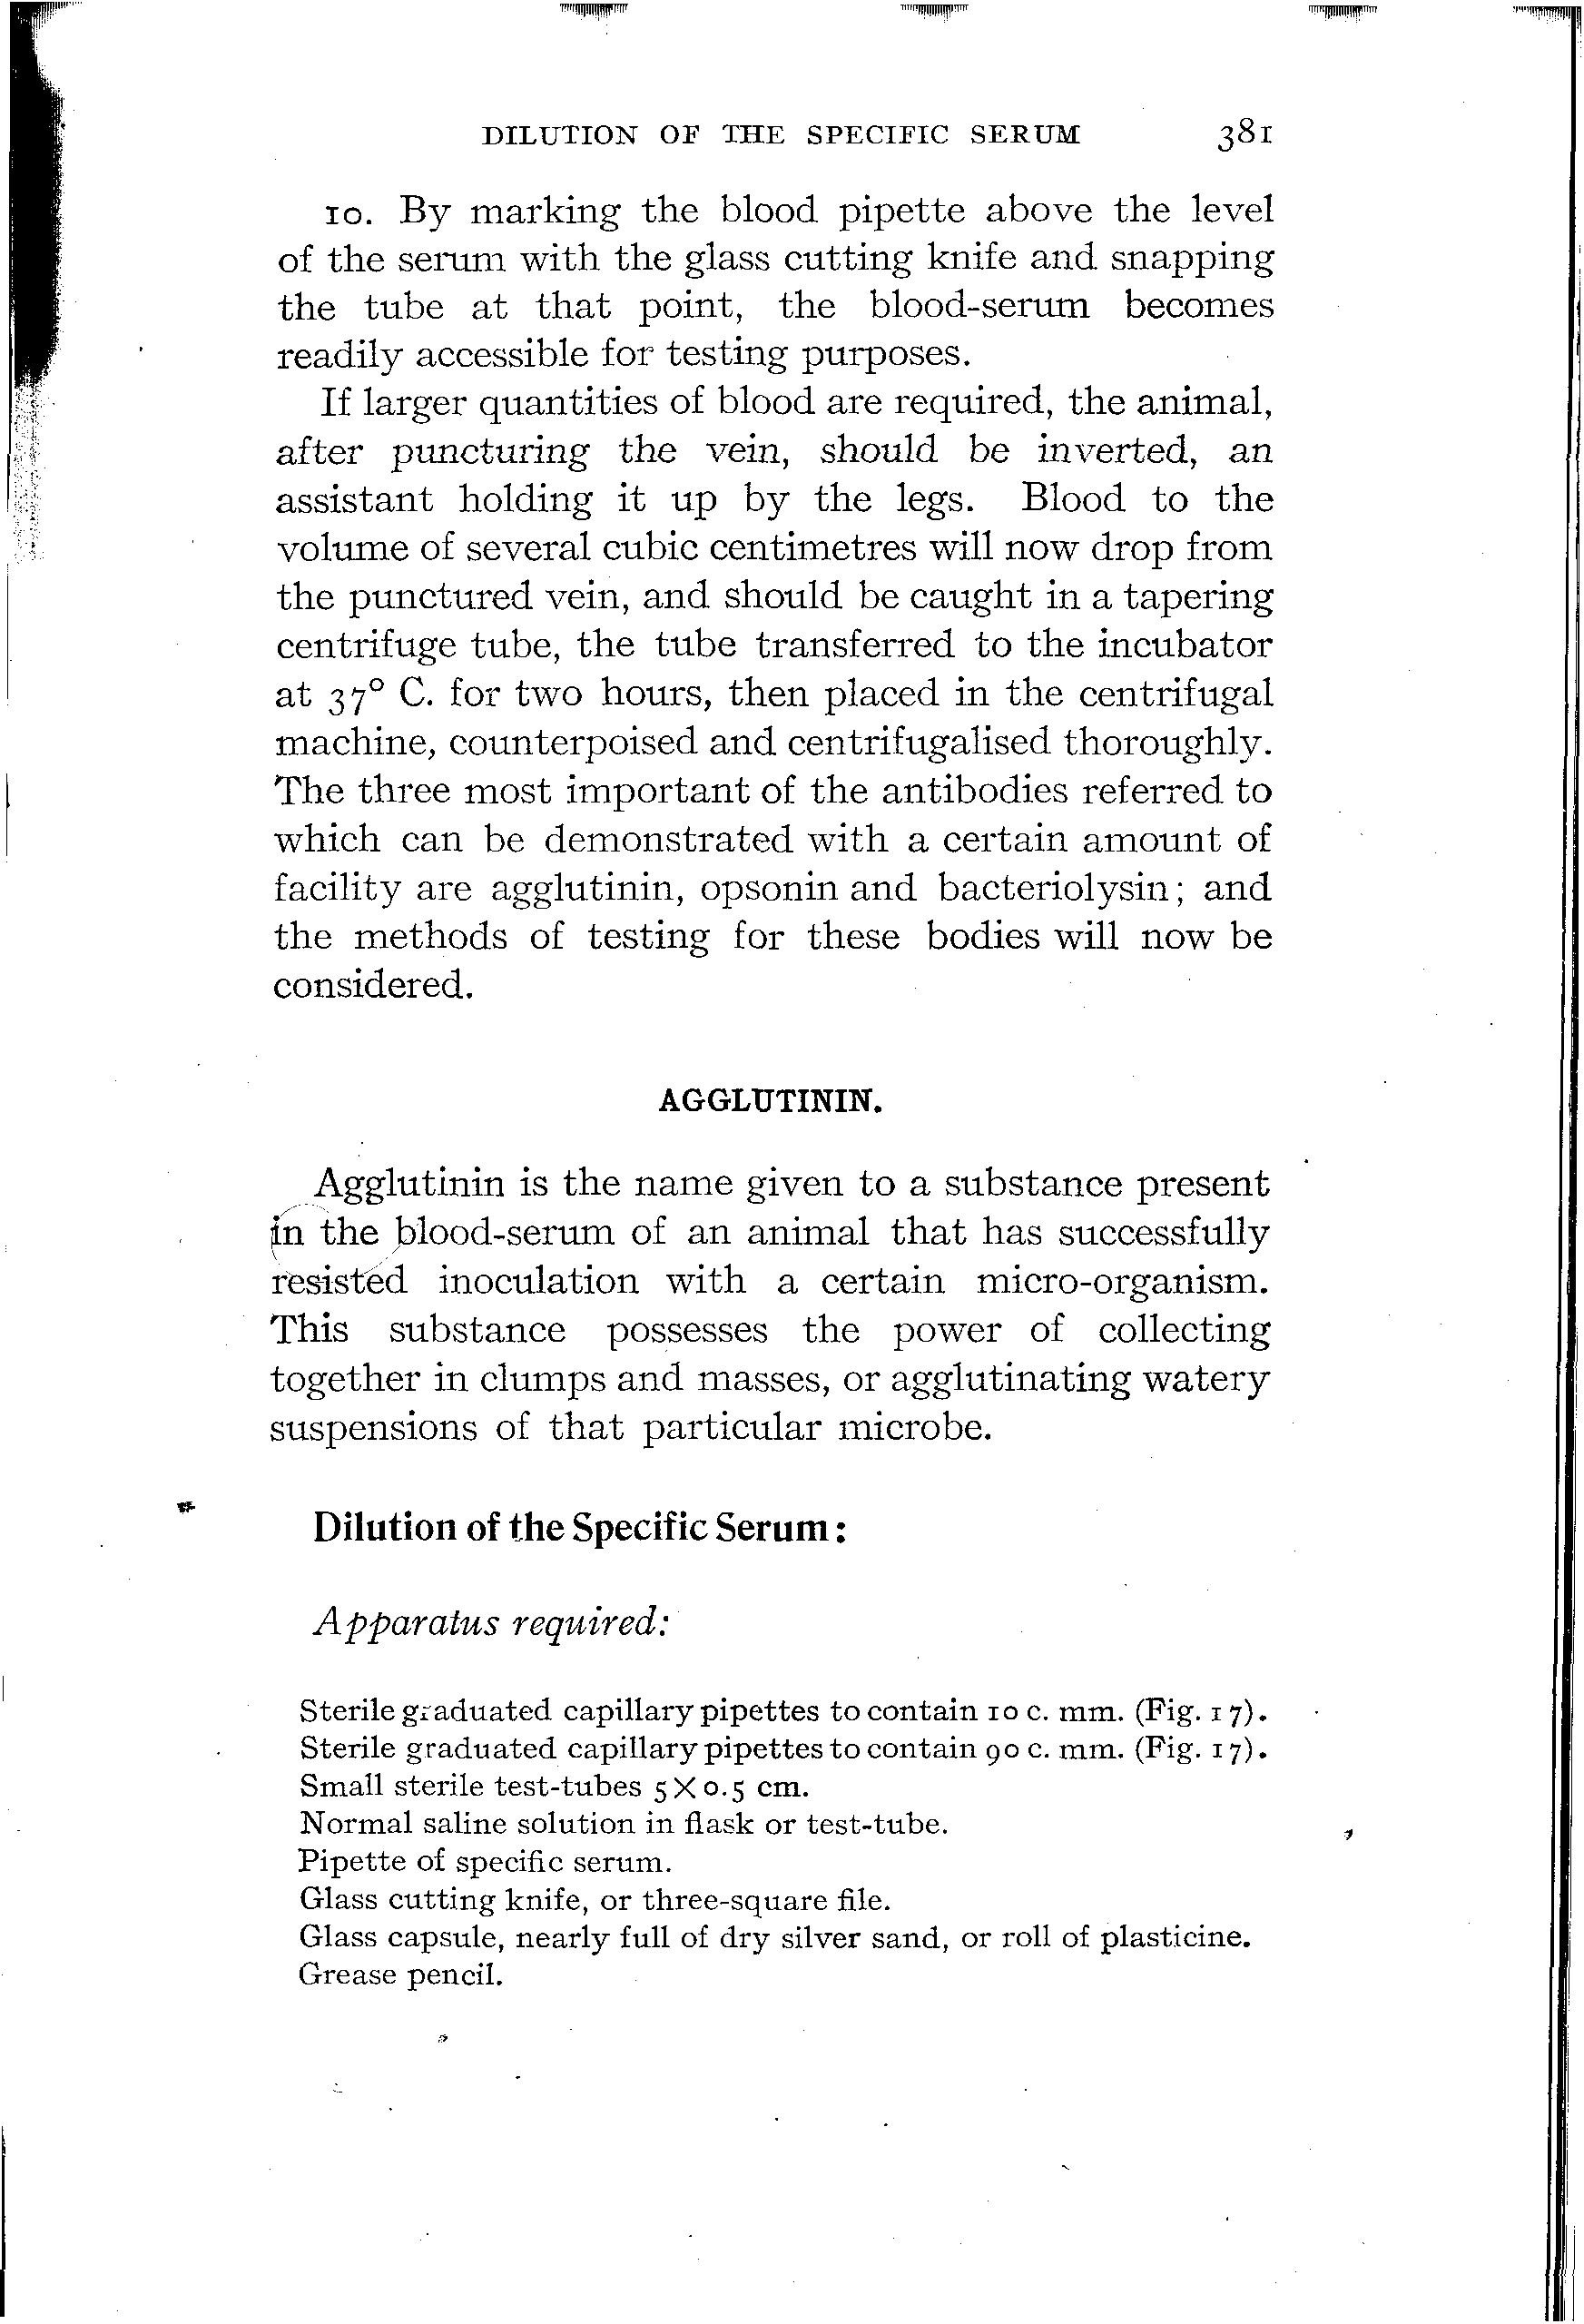 DILUTION OF THE SPECIFIC SERUM 381
10. By marking the blood pipette above the level
of the serum with the glass cutting knife and snapping
the tube at that point, the blood-serum becomes
readily accessible for testing purposes.
If larger quantities of blood are required, the animal,
after puncturing the vein, should be inverted, an
assistant holding it up by the legs. Blood to the
volume of several cubic centimetres will now drop from
the punctured vein, and should be caught in a tapering
centrifuge tube, the tube transferred to the incubator
at 37° C. for two hours, then placed in the centrifugal
machine, counterpoised and centrifugalised thoroughly.
The three most important of the antibodies referred to
which can be demonstrated with a certain amount of
facility are agglutinin, opsonin and bacteriolysin; and
the methods of testing for these bodies will now be
considered.
AGGLUTININ.
Agglutinin is the name given to a substance present
in the blood-serum of an animal that has successfully
resisted inoculation with a certain micro-organism.
This substance possesses the power of collecting
together in clumps and masses, or agglutinating watery
suspensions of that particular microbe.
Dilution of the Specific Serum:
Apparatus required:
Sterile graduated capillary pipettes to contain 10 c. mm. (Fig. 17).
Sterile graduated capillary pipettes to contain 90 c. mm. (Fig. 17).
Small sterile test-tubes 5×0.5 cm.
Normal saline solution in flask or test-tube.
Pipette of specific serum.
Glass cutting knife, or three-square file.
Glass capsule, nearly full of dry silver sand, or roll of plasticine.
Grease pencil.